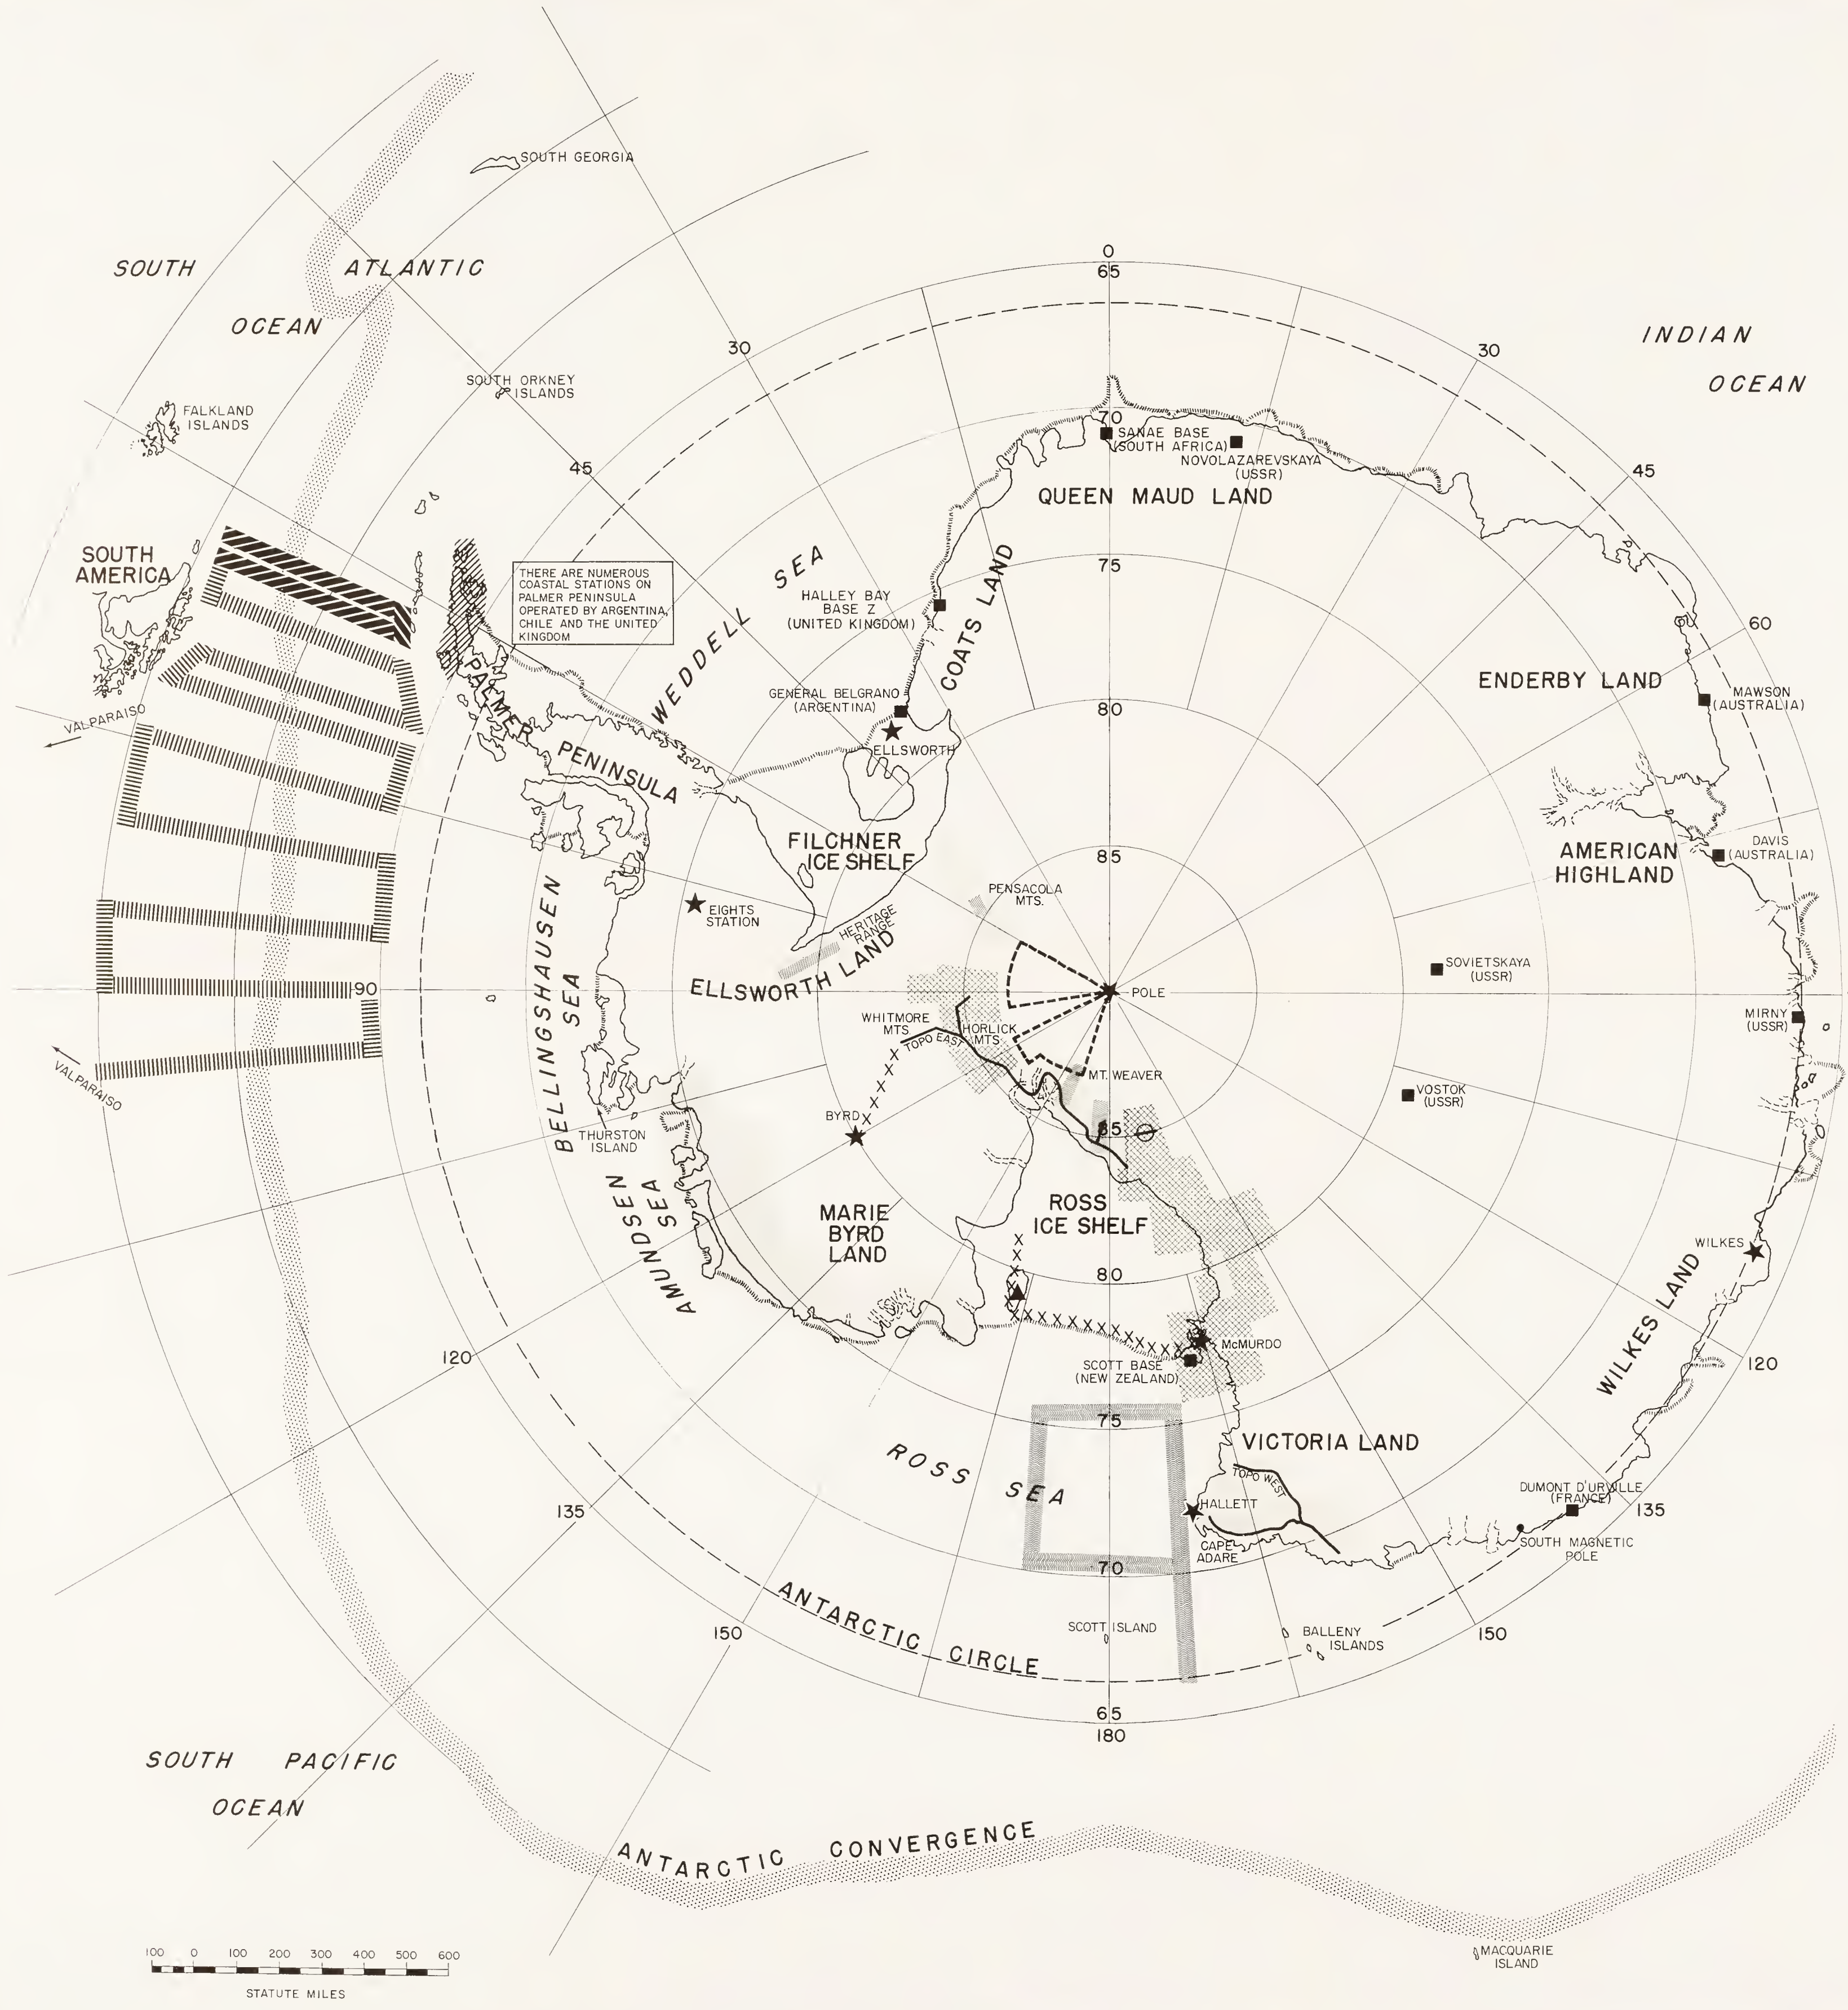 SOUTH GEORGIA
SOUTH ATLANTIC
OCEAN
INDIAN
OCEAN
0
65
30
30
SOUTH ORKNEY
ISLANDS
FALKLAND
ISLANDS
45
45
70
SANAE BASE
(SOUTH AFRICA)
NOVOLAZAREVSKAYA
(USSR)
QUEEN MAUD LAND
SOUTH
AMERICA
THERE ARE NUMEROUS
COASTAL STATIONS ON
PALMER PENINSULA
OPERATED BY ARGENTINA,
CHILE AND THE UNITED
KINGDOM
WEDDELL SEA
75
HALLEY BAY
BASE Z
(UNITED KINGDOM)
COATS LAND
60
ENDERBY LAND
MAWSON
(AUSTRALIA)
PALMER PENINSULA
GENERAL BELGRANO
(ARGENTINA)
ELLSWORTH
80
VALPARAISO
FILCHNER
ICE SHELF
85
AMERICAN
HIGHLAND
DAVIS
(AUSTRALIA)
PENSACOLA
MTS.
EIGHTS
STATION
HERITAGE
RANGE
ELLSWORTH LAND
BELLINGSHAUSEN
SEA
90
POLE
SOVIETSKAYA
(USSR)
MIRNY
(USSR)
WHITMORE
MTS
HORLICK
MTS
TOPO EAST
MT. WEAVER
VOSTOK
(USSR)
VALPARAISO
BYRD
THURSTON
ISLAND
85
AMUNDSEN
SEA
MARIE
BYRD
LAND
ROSS
ICE SHELF
WILKES
80
WILKES LAND
120
McMURDO
SCOTT BASE
(NEW ZEALAND)
120
75
VICTORIA LAND
ROSS SEA
TOPO WEST
HALLETT
DUMONT D'URVILLE
(FRANCE)
135
135
CAPE
ADARE
SOUTH MAGNETIC
POLE
70
ANTARCTIC CIRCLE
SCOTT ISLAND
BALLENY
ISLANDS
150
150
65
180
SOUTH PACIFIC
OCEAN
ANTARCTIC CONVERGENCE
MACQUARIE
ISLAND
100 0 100 200 300 400 500 600
STATUTE MILES